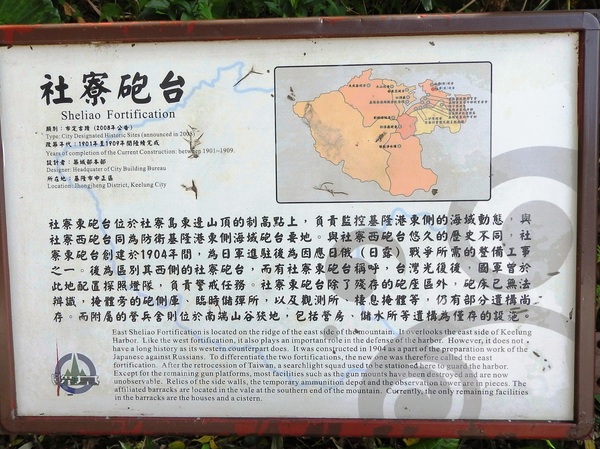 社寮砲台
Sheliao Fortification
類別：市定古蹟（2008年公告）
Type: City Designated Historic Sites (announced in 2008)
改築年代：1901年至1909年間陸續完成
Years of completion of the Current Construction: between 1901~1909.
設計者：築城部本部
Designer: Headquater of City Building Bureau
所在地：基隆市中正區
Location: Jhongjheng District, Keelung City
社寮東砲台位於社寮島東邊山頂的制高點上，負責監控基隆港東側的海域動態，與
社寮西砲台同為防衛基隆港東側海域砲台要地。與社寮西砲台悠久的歷史不同，社
寮東砲台創建於1904年間，為日軍進駐後為因應日俄（日露）戰爭所需的整備工事
之一。後為區別其西側的社寮砲台，而有社寮東砲台稱呼，台灣光復後，國軍曾於
此地配置探照燈隊，負責警戒任務。社寮東砲台除了殘存的砲座區外，砲床已無法
辨識，掩體旁的砲側庫、臨時儲彈所，以及觀測所、棲息掩體等，仍有部分遺構尚
存。而附屬的營兵舍則位於南端山谷狹地，包括營房、儲水所等遺構為僅存的設施。
East Sheliao Fortification is located on the ridge of the east side of the mountain. It overlooks the east side of Keelung
Harbor. Like the west fortification, it also plays an important role in the defense of the harbor. However, it does not
have a long history as its western counterpart does. It was constructed in 1904 as a part of the preparation work of the
Japanese against Russians. To differentiate the two fortifications, the new one was therefore called the east
fortification. After the retrocession of Taiwan, a searchlight squad used to be stationed here to guard the harbor.
Except for the remaining gun platforms, most facilities such as the gun mounts have been destroyed and are now
unobservable. Relics of the side walls, the temporary ammunition depot and the observation tower are in pieces. The
affiliated barracks are located in the vale at the southern end of the mountain. Currently, the only remaining facilities
in the barracks are the houses and a cistern.